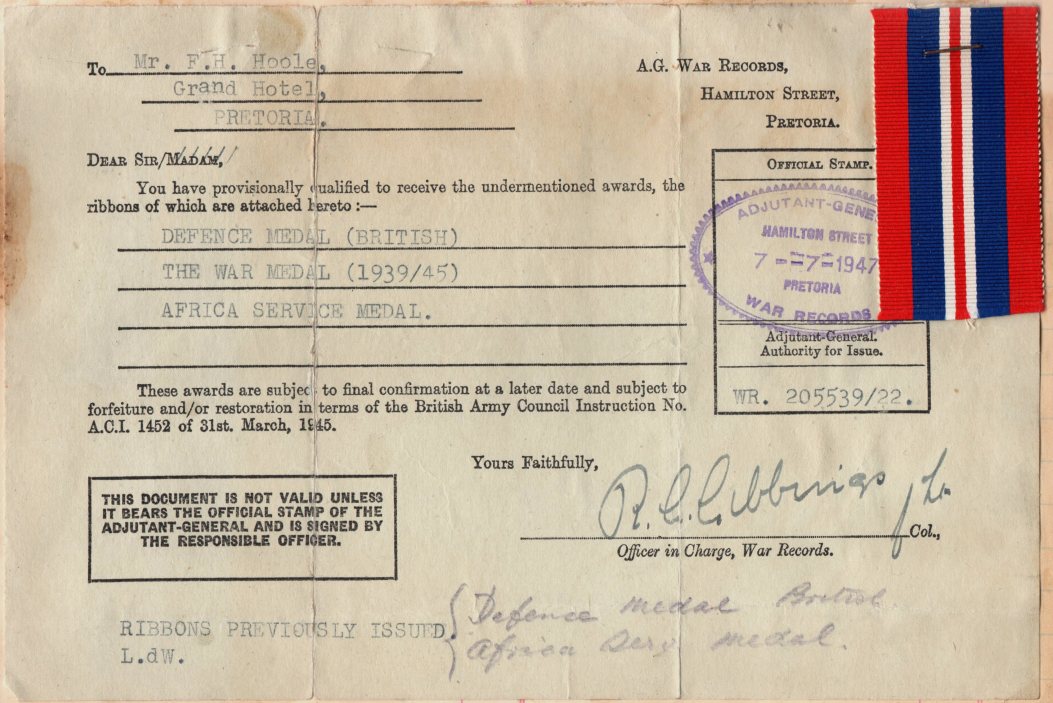 To Mr. F.H. Hoole,
Grand Hotel,
PRETORIA.
A.G. WAR RECORDS,
HAMILTON STREET,
PRETORIA.
DEAR SIR/MADAM,
You have provisionally qualified to receive the undermentioned awards, the
ribbons of which are attached hereto :—
DEFENCE MEDAL (BRITISH)
THE WAR MEDAL (1939/45)
AFRICA SERVICE MEDAL.
OFFICIAL STAMP.
ADJUTANT-GENE
HAMILTON STREET
7-7-1947
PRETORIA
WAR RECORDS
Adjutant-General.
Authority for Issue.
WR. 205539/22.
These awards are subject to final confirmation at a later date and subject to
forfeiture and/or restoration in terms of the British Army Council Instruction No.
A.C.I. 1452 of 31st. March, 1945.
Yours Faithfully,
Col.,
Officer in Charge, War Records.
THIS DOCUMENT IS NOT VALID UNLESS
IT BEARS THE OFFICIAL STAMP OF THE
ADJUTANT-GENERAL AND IS SIGNED BY
THE RESPONSIBLE OFFICER.
RIBBONS PREVIOUSLY ISSUED.
L.dW.
Defence medal British
Africa Serv medal.